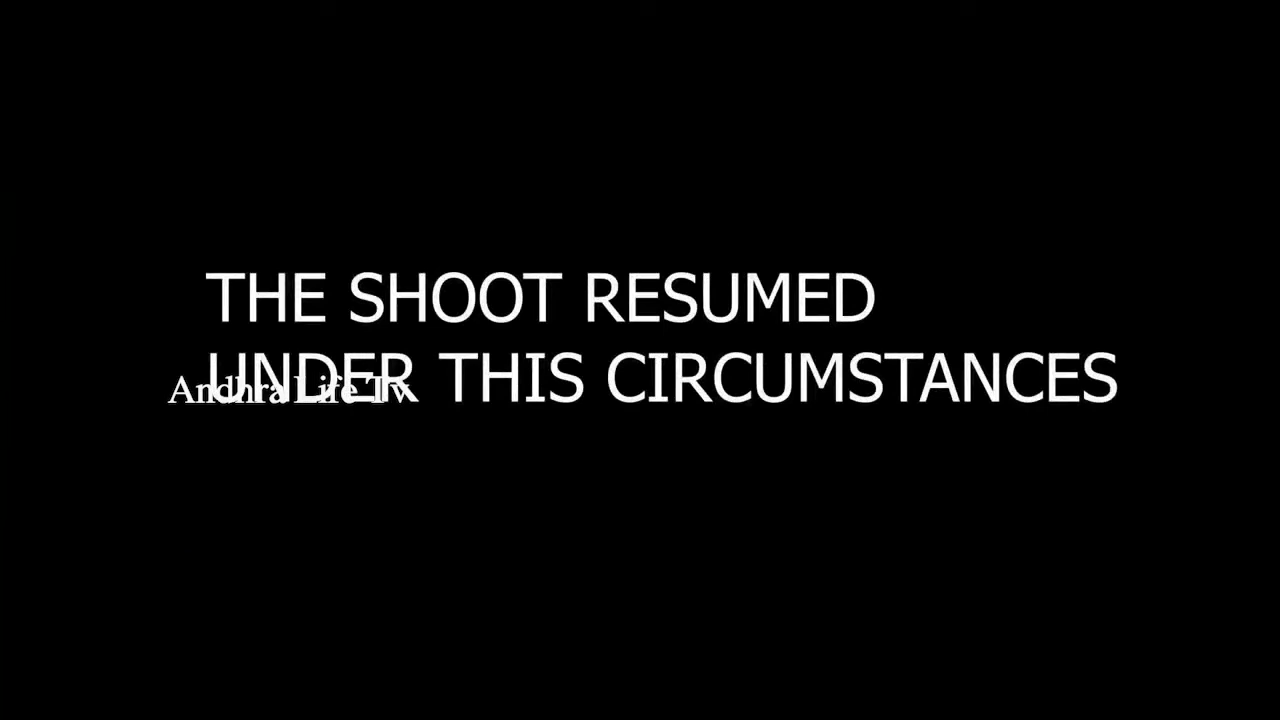 THE SHOOT RESUMED
UNDER THIS CIRCUMSTANCES
Andhra Life Tv